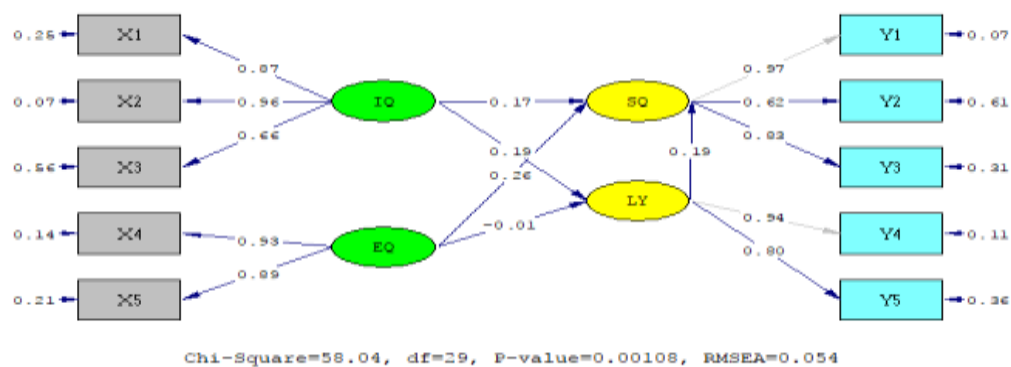 0.25 X1 Y1 0.07
0.87 0.97
0.07 X2 0.96 IQ 0.17 SQ 0.62 Y2 0.61
0.66 0.83
0.56 X3 0.19 0.19 Y3 0.31
0.26
LY
0.14 X4 0.93 -0.01 0.94 Y4 0.11
EQ 0.80
0.89
0.21 X5 Y5 0.36
Chi-Square=58.04, df=29, P-value=0.00108, RMSEA=0.054